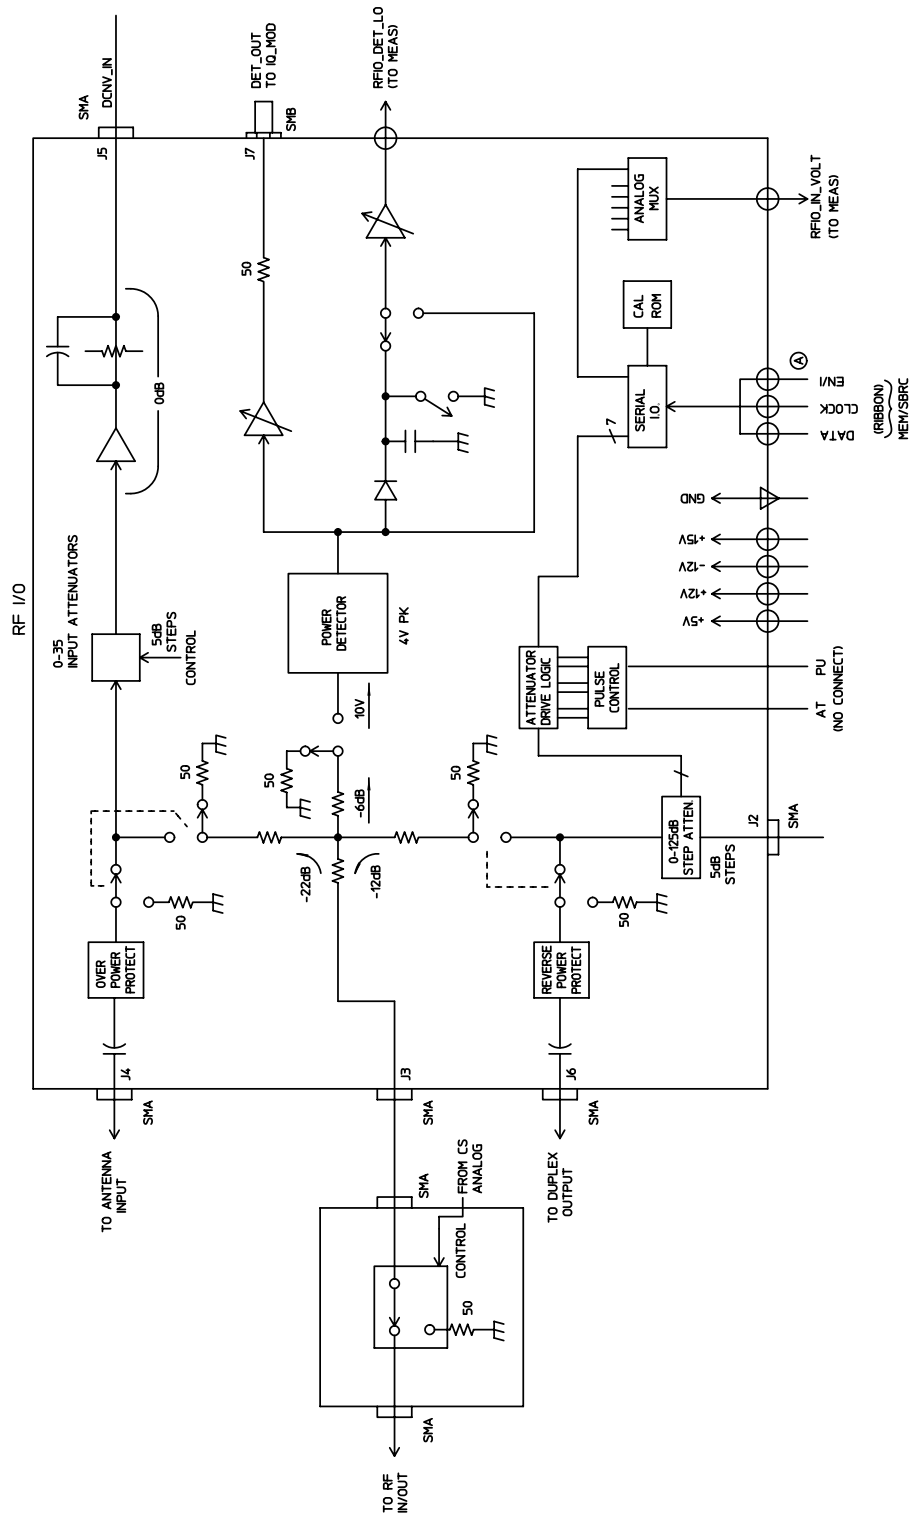 RF I/O
TO ANTENNA
INPUT
SMA
J4
OVER
POWER
PROTECT
50
50
0-35
INPUT ATTENUATORS
5dB
STEPS
CONTROL
0dB
J5
SMA
DCNV_IN
-22dB
-12dB
50
-6dB
10V
POWER
DETECTOR
4V PK
50
J7
SMB
DET_OUT
TO IQ_MOD
RFIO_DET_LO
(TO MEAS)
TO RF
IN/OUT
SMA
50
CONTROL
FROM CS
ANALOG
SMA
SMA
J3
TO DUPLEX
OUTPUT
SMA
J6
REVERSE
POWER
PROTECT
50
50
0-125dB
STEP ATTEN.
5dB
STEPS
J2
SMA
ATTENUATOR
DRIVE LOGIC
PULSE
CONTROL
AT
PU
(NO CONNECT)
+5V
+12V
-12V
+15V
GND
7
SERIAL
I.O.
CAL
ROM
ANALOG
MUX
DATA
CLOCK
EN/I
A
(RIBBON)
MEM/SBRC
RFIO_IN_VOLT
(TO MEAS)